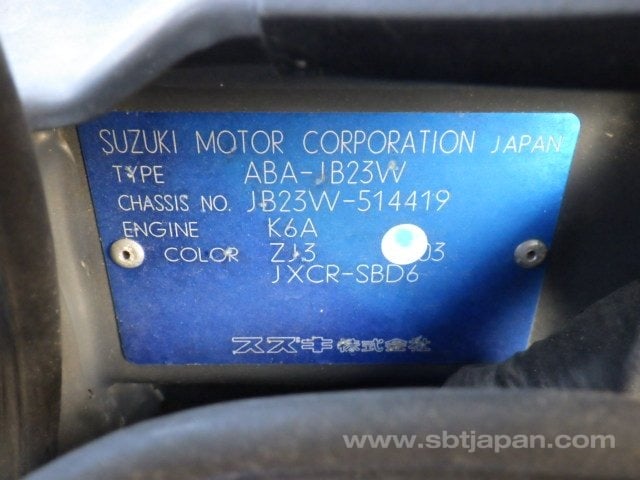 SUZUKI MOTOR CORPORATION JAPAN
TYPE ABA-JB23W
CHASSIS NO. JB23W-514419
ENGINE K6A
COLOR ZJ3 03
JXCR-SBD6
スズキ株式会社
www.sbtjapan.com